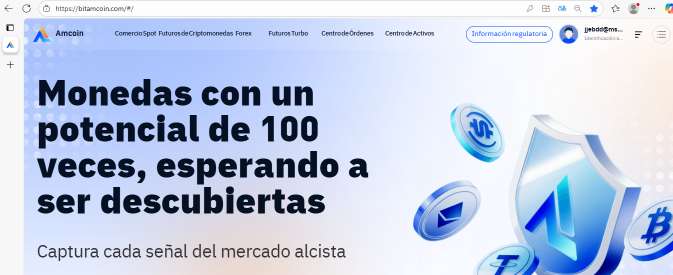 https://bitamcoin.com/#/
Amcoin
Comercio Spot Futuros de Criptomonedas Forex Futuros Turbo Centro de Órdenes Centro de Activos
Información regulatoria
jjebdd@ms...
Monedas con un
potencial de 100
veces, esperando a
ser descubiertas
Captura cada señal del mercado alcista